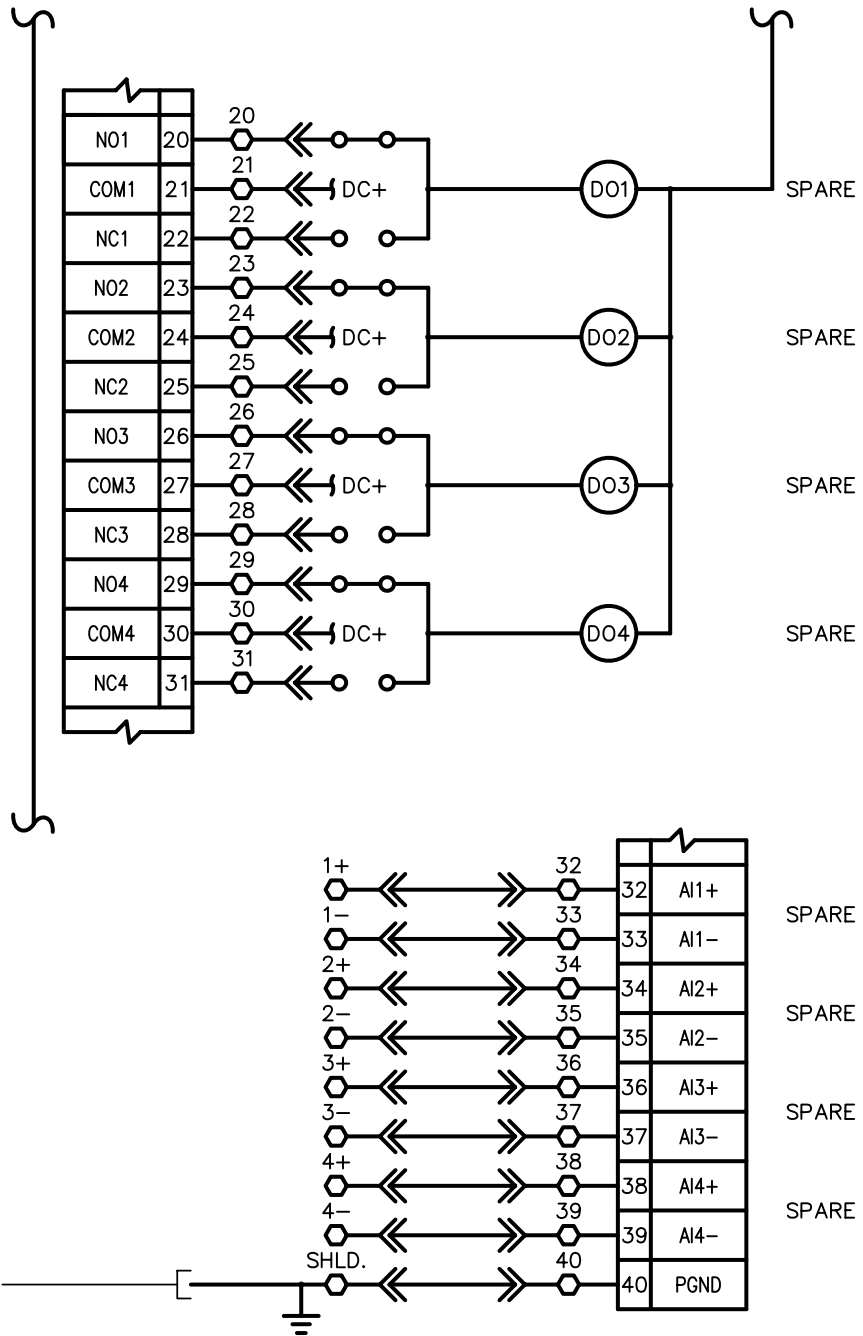 20
NO1 20
21
COM1 21 DC+ DO1 SPARE
22
NC1 22
23
NO2 23
24
COM2 24 DC+ DO2 SPARE
25
NC2 25
26
NO3 26
27
COM3 27 DC+ DO3 SPARE
28
NC3 28
29
NO4 29
30
COM4 30 DC+ DO4 SPARE
31
NC4 31
1+ 32
32 AI1+
SPARE
1- 33
33 AI1-
2+ 34
34 AI2+
SPARE
2- 35
35 AI2-
3+ 36
36 AI3+
SPARE
3- 37
37 AI3-
4+ 38
38 AI4+
SPARE
4- 39
39 AI4-
SHLD. 40
40 PGND